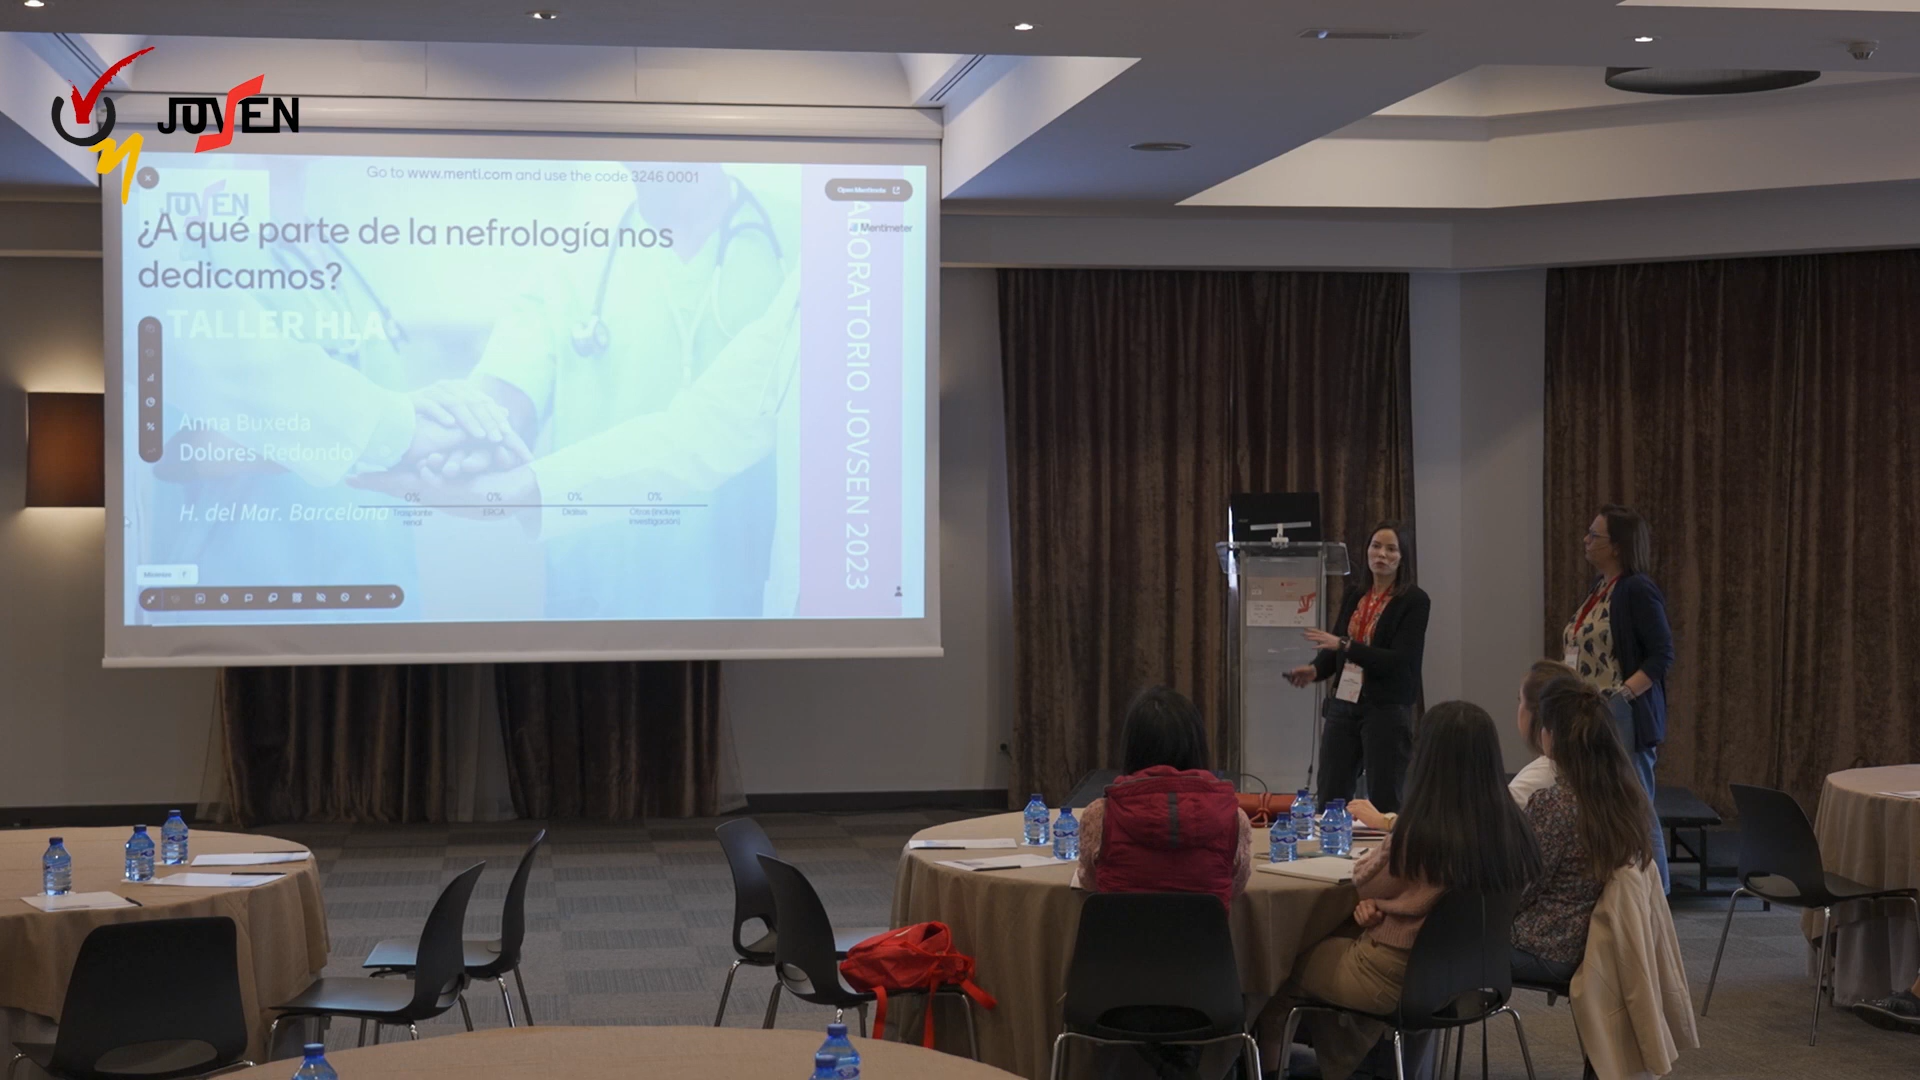 JOVSEN
Go to www.menti.com and use the code 3246 0001
Open Mentimeter
JOVSEN
Mentimeter
¿A qué parte de la nefrología nos
dedicamos?
TALLER HLA
Anna Buxeda
Dolores Redondo
H. del Mar. Barcelona
0%
0%
0%
0%
Trasplante
renal
ERCA
Diálisis
Otros (incluye
investigación)
LABORATORIO JOVSEN 2023